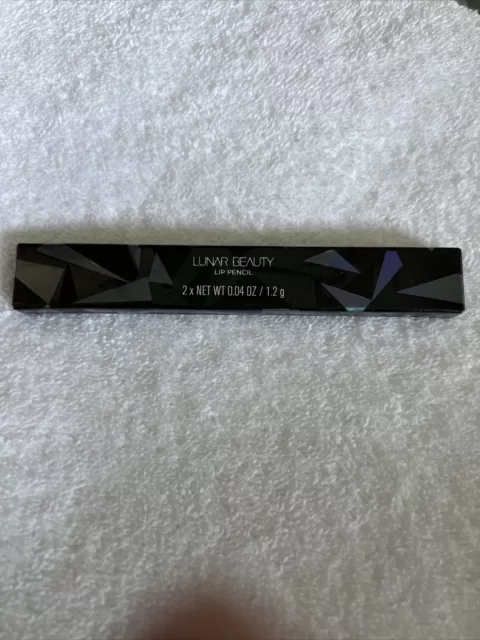 LUNAR BEAUTY
LIP PENCIL
2 x NET WT 0.04 OZ / 1.2 g